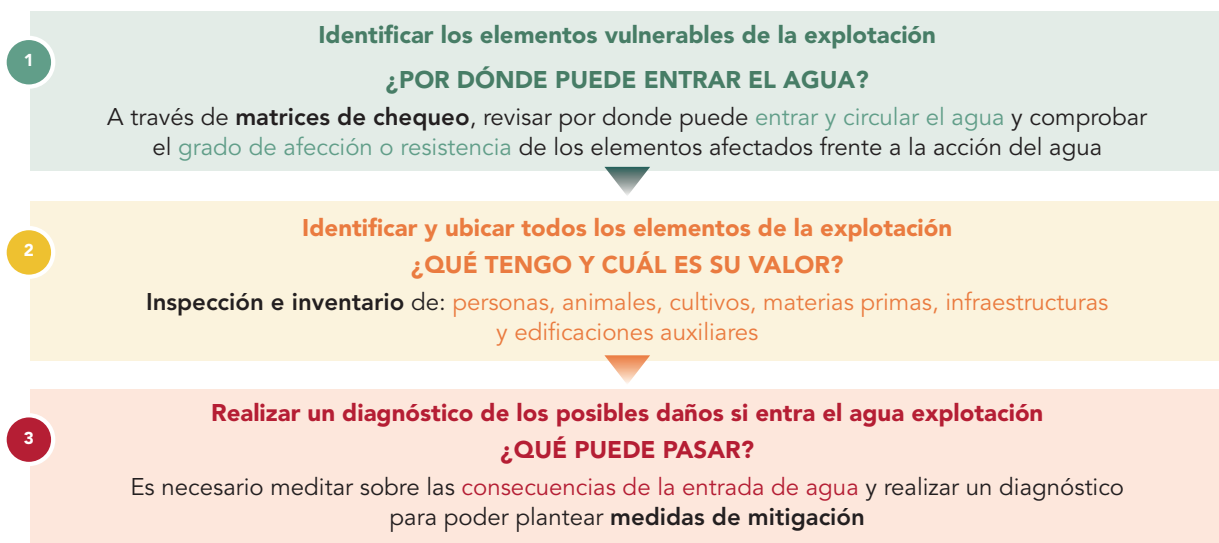 1
Identificar los elementos vulnerables de la explotación
¿POR DÓNDE PUEDE ENTRAR EL AGUA?
A través de matrices de chequeo, revisar por donde puede entrar y circular el agua y comprobar
el grado de afección o resistencia de los elementos afectados frente a la acción del agua
2
Identificar y ubicar todos los elementos de la explotación
¿QUÉ TENGO Y CUÁL ES SU VALOR?
Inspección e inventario de: personas, animales, cultivos, materias primas, infraestructuras
y edificaciones auxiliares
3
Realizar un diagnóstico de los posibles daños si entra el agua explotación
¿QUÉ PUEDE PASAR?
Es necesario meditar sobre las consecuencias de la entrada de agua y realizar un diagnóstico
para poder plantear medidas de mitigación